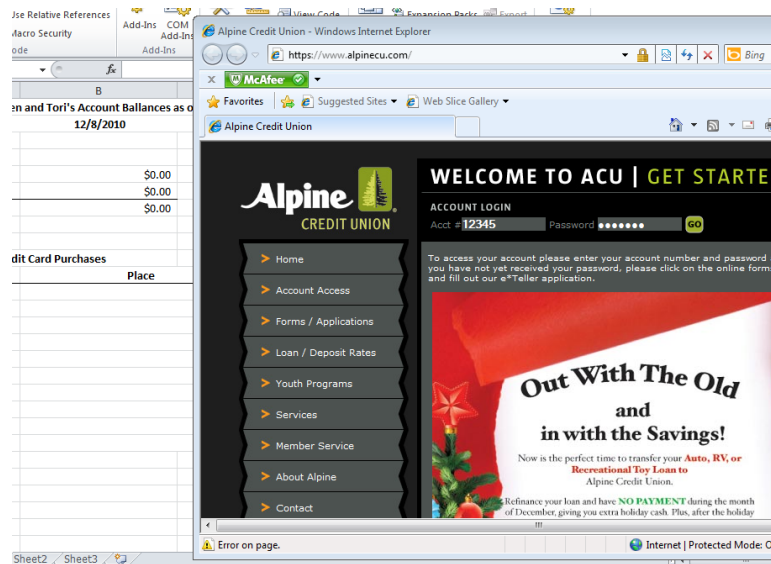 Use Relative References
Macro Security
ode
Add-Ins COM
Add-Ins
Add-Ins
View Code
Expansion Packs
Export
fx
B
en and Tori's Account Ballances as o
12/8/2010
$0.00
$0.00
$0.00
dit Card Purchases
Place
Sheet2
Sheet3
Alpine Credit Union - Windows Internet Explorer
https://www.alpinecu.com/
Bing
X McAfee
Favorites
Suggested Sites
Web Slice Gallery
Alpine Credit Union
Alpine
CREDIT UNION
WELCOME TO ACU | GET STARTE
ACCOUNT LOGIN
Acct # 12345 Password ••••••• GO
To access your account please enter your account number and password
you have not yet received your password, please click on the online form
and fill out our e*Teller application.
> Home
> Account Access
> Forms / Applications
> Loan / Deposit Rates
> Youth Programs
> Services
> Member Service
> About Alpine
> Contact
Out With The Old
and
in with the Savings!
Now is the perfect time to transfer your Auto, RV, or
Recreational Toy Loan to
Alpine Credit Union.
Refinance your loan and have NO PAYMENT during the month
of December, giving you extra holiday cash. Plus, after the holiday
Error on page.
Internet | Protected Mode: O